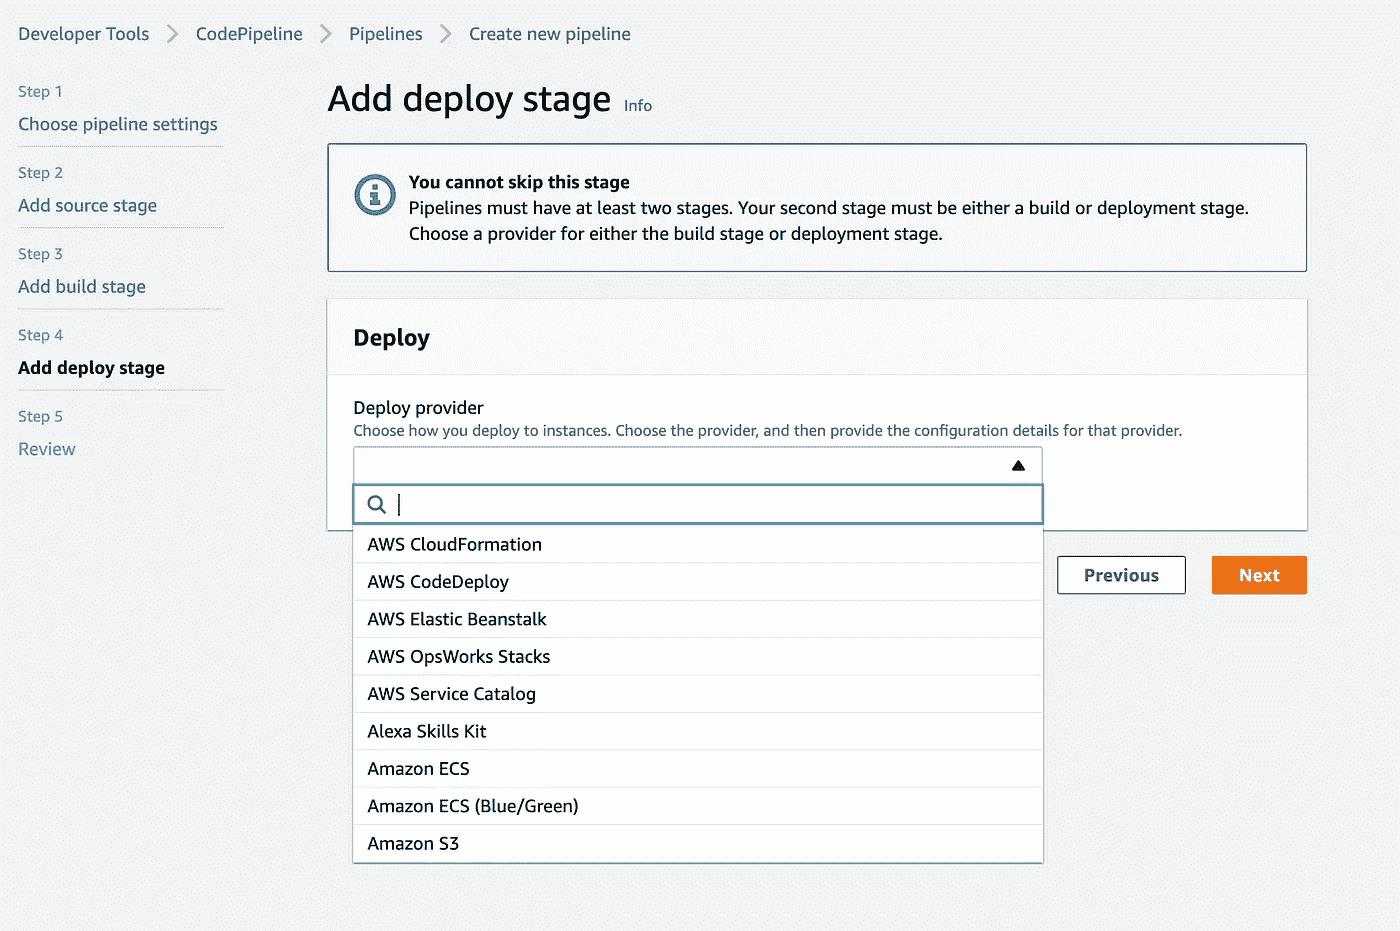 Developer Tools > CodePipeline > Pipelines > Create new pipeline
Step 1
Choose pipeline settings
Step 2
Add source stage
Step 3
Add build stage
Step 4
Add deploy stage
Step 5
Review
Add deploy stage Info
You cannot skip this stage
Pipelines must have at least two stages. Your second stage must be either a build or deployment stage.
Choose a provider for either the build stage or deployment stage.
Deploy
Deploy provider
Choose how you deploy to instances. Choose the provider, and then provide the configuration details for that provider.
AWS CloudFormation
AWS CodeDeploy
AWS Elastic Beanstalk
AWS OpsWorks Stacks
AWS Service Catalog
Alexa Skills Kit
Amazon ECS
Amazon ECS (Blue/Green)
Amazon S3
Previous
Next